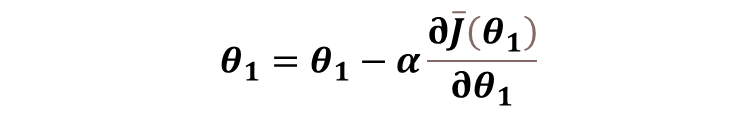 θ₁ = θ₁ − α ∂J̄(θ₁) / ∂θ₁